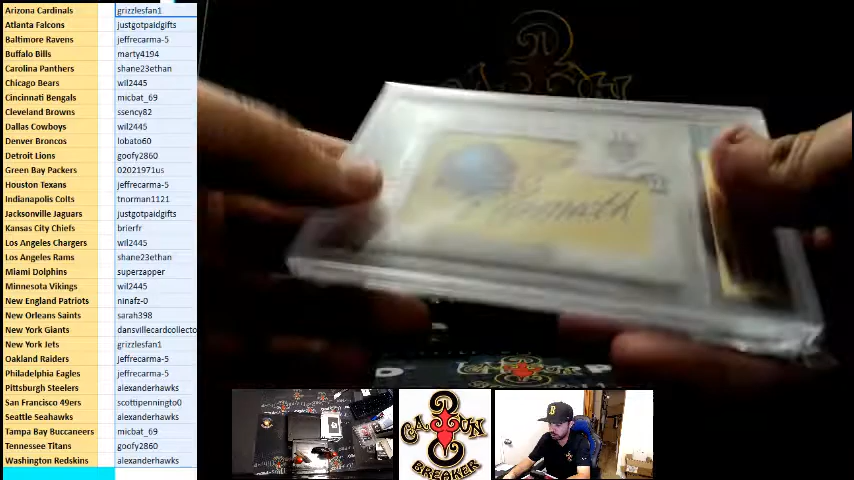 Arizona Cardinals grizzlesfan1
Atlanta Falcons justgotpaidgifts
Baltimore Ravens jeffrecarma-5
Buffalo Bills marty4194
Carolina Panthers shane23ethan
Chicago Bears wil2445
Cincinnati Bengals micbat_69
Cleveland Browns ssency82
Dallas Cowboys wil2445
Denver Broncos lobato60
Detroit Lions goofy2860
Green Bay Packers 02021971us
Houston Texans jeffrecarma-5
Indianapolis Colts tnorman1121
Jacksonville Jaguars justgotpaidgifts
Kansas City Chiefs brierfr
Los Angeles Chargers wil2445
Los Angeles Rams shane23ethan
Miami Dolphins superzapper
Minnesota Vikings wil2445
New England Patriots ninafz-0
New Orleans Saints sarah398
New York Giants dansvillecardcollecto
New York Jets grizzlesfan1
Oakland Raiders jeffrecarma-5
Philadelphia Eagles jeffrecarma-5
Pittsburgh Steelers alexanderhawks
San Francisco 49ers scottipennington0
Seattle Seahawks alexanderhawks
Tampa Bay Buccaneers micbat_69
Tennessee Titans goofy2860
Washington Redskins alexanderhawks
CAJUN
BREAKER